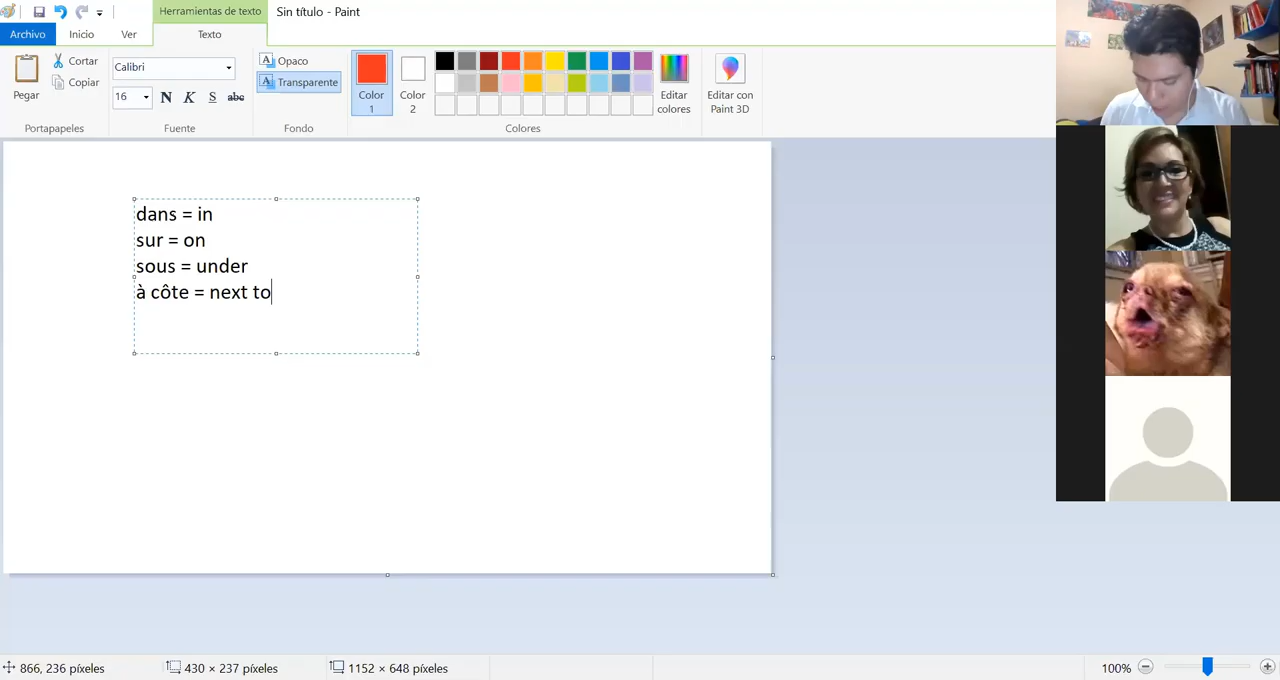 Herramientas de texto
Sin título - Paint
Archivo
Inicio
Ver
Texto
Pegar
Cortar
Copiar
Portapapeles
Calibri
16
N K S abc
Fuente
Opaco
Transparente
Fondo
Color 1
Color 2
Editar colores
Colores
Editar con Paint 3D
dans = in
sur = on
sous = under
à côte = next to
866, 236 píxeles
430 × 237 píxeles
1152 × 648 píxeles
100%